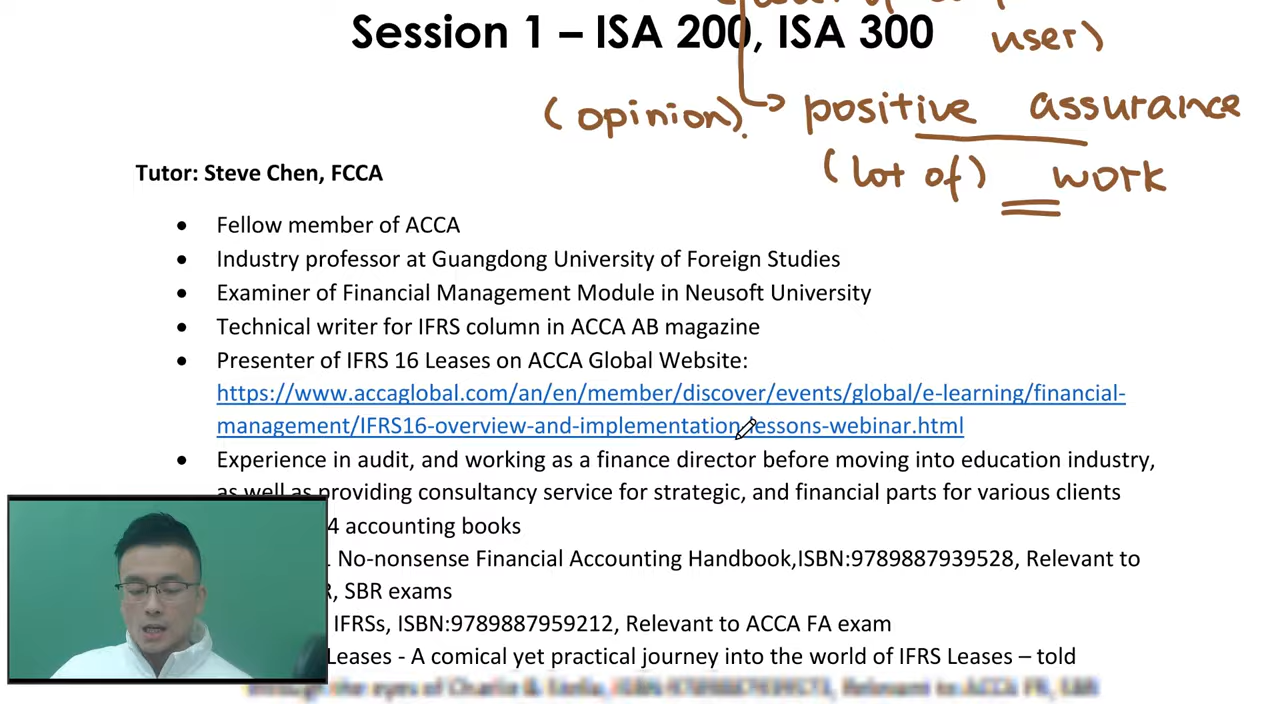 Session 1 – ISA 200, ISA 300
user)
(opinion). positive assurance
(lot of) work
Tutor: Steve Chen, FCCA
• Fellow member of ACCA
• Industry professor at Guangdong University of Foreign Studies
• Examiner of Financial Management Module in Neusoft University
• Technical writer for IFRS column in ACCA AB magazine
• Presenter of IFRS 16 Leases on ACCA Global Website:
https://www.accaglobal.com/an/en/member/discover/events/global/e-learning/financial-
management/IFRS16-overview-and-implementation-lessons-webinar.html
• Experience in audit, and working as a finance director before moving into education industry,
as well as providing consultancy service for strategic, and financial parts for various clients
4 accounting books
No-nonsense Financial Accounting Handbook,ISBN:9789887939528, Relevant to
, SBR exams
IFRSs, ISBN:9789887959212, Relevant to ACCA FA exam
Leases - A comical yet practical journey into the world of IFRS Leases – told